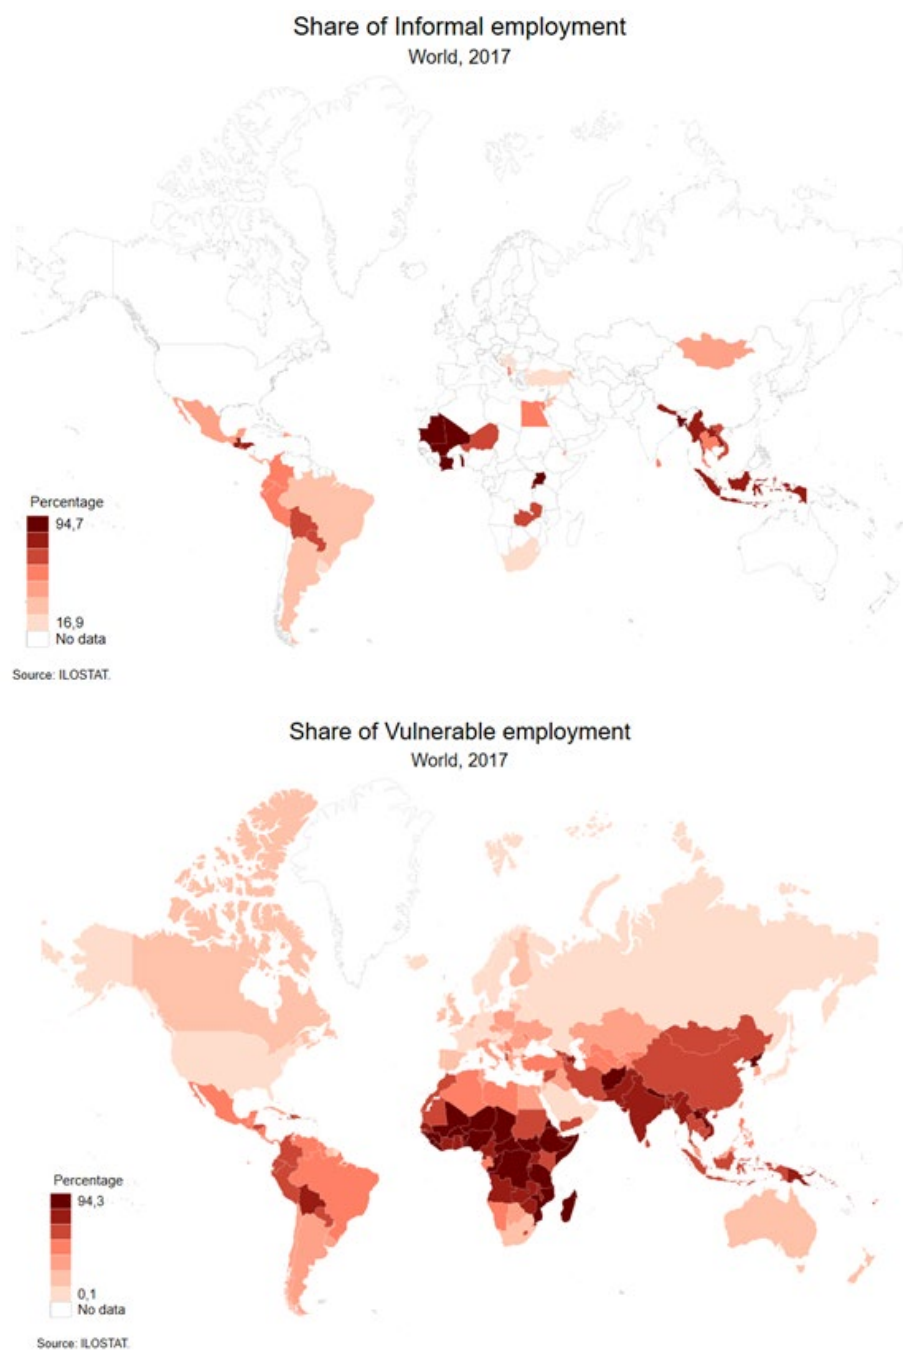 Share of Informal employment
World, 2017
Percentage
94,7
16,9
No data
Source: ILOSTAT.
Share of Vulnerable employment
World, 2017
Percentage
94,3
0,1
No data
Source: ILOSTAT.